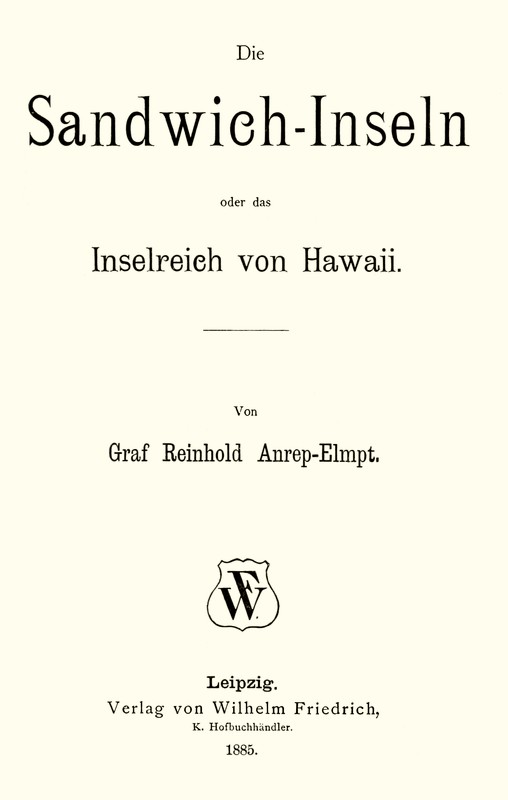 Die
Sandwich-Inseln
oder das
Inselreich von Hawaii.
Von
Graf Reinhold Anrep-Elmpt.
WF.
Leipzig.
Verlag von Wilhelm Friedrich,
K. Hofbuchhändler.
1885.